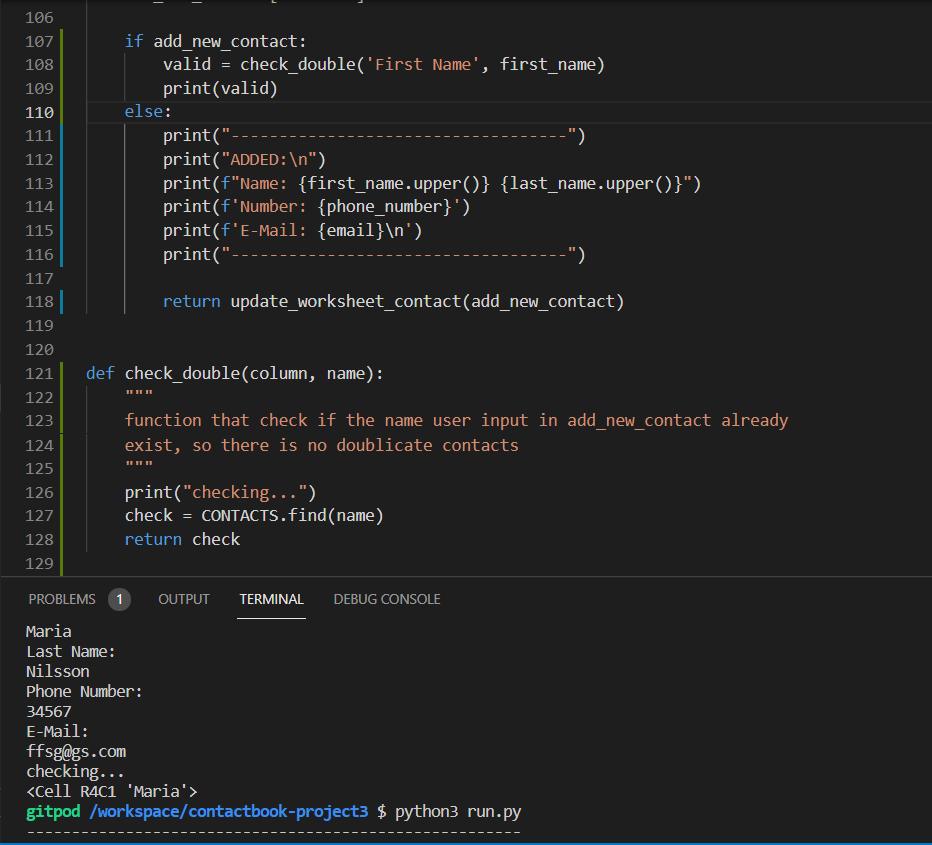 106
107 if add_new_contact:
108 valid = check_double('First Name', first_name)
109 print(valid)
110 else:
111 print("-----------------------------------")
112 print("ADDED:\n")
113 print(f"Name: {first_name.upper()} {last_name.upper()}")
114 print(f'Number: {phone_number}')
115 print(f'E-Mail: {email}\n')
116 print("-----------------------------------")
117
118 return update_worksheet_contact(add_new_contact)
119
120
121 def check_double(column, name):
122 """
123 function that check if the name user input in add_new_contact already
124 exist, so there is no doublicate contacts
125 """
126 print("checking...")
127 check = CONTACTS.find(name)
128 return check
129
PROBLEMS 1 OUTPUT TERMINAL DEBUG CONSOLE
Maria
Last Name:
Nilsson
Phone Number:
34567
E-Mail:
ffsg@gs.com
checking...
<Cell R4C1 'Maria'>
gitpod /workspace/contactbook-project3 $ python3 run.py
-------------------------------------------------------